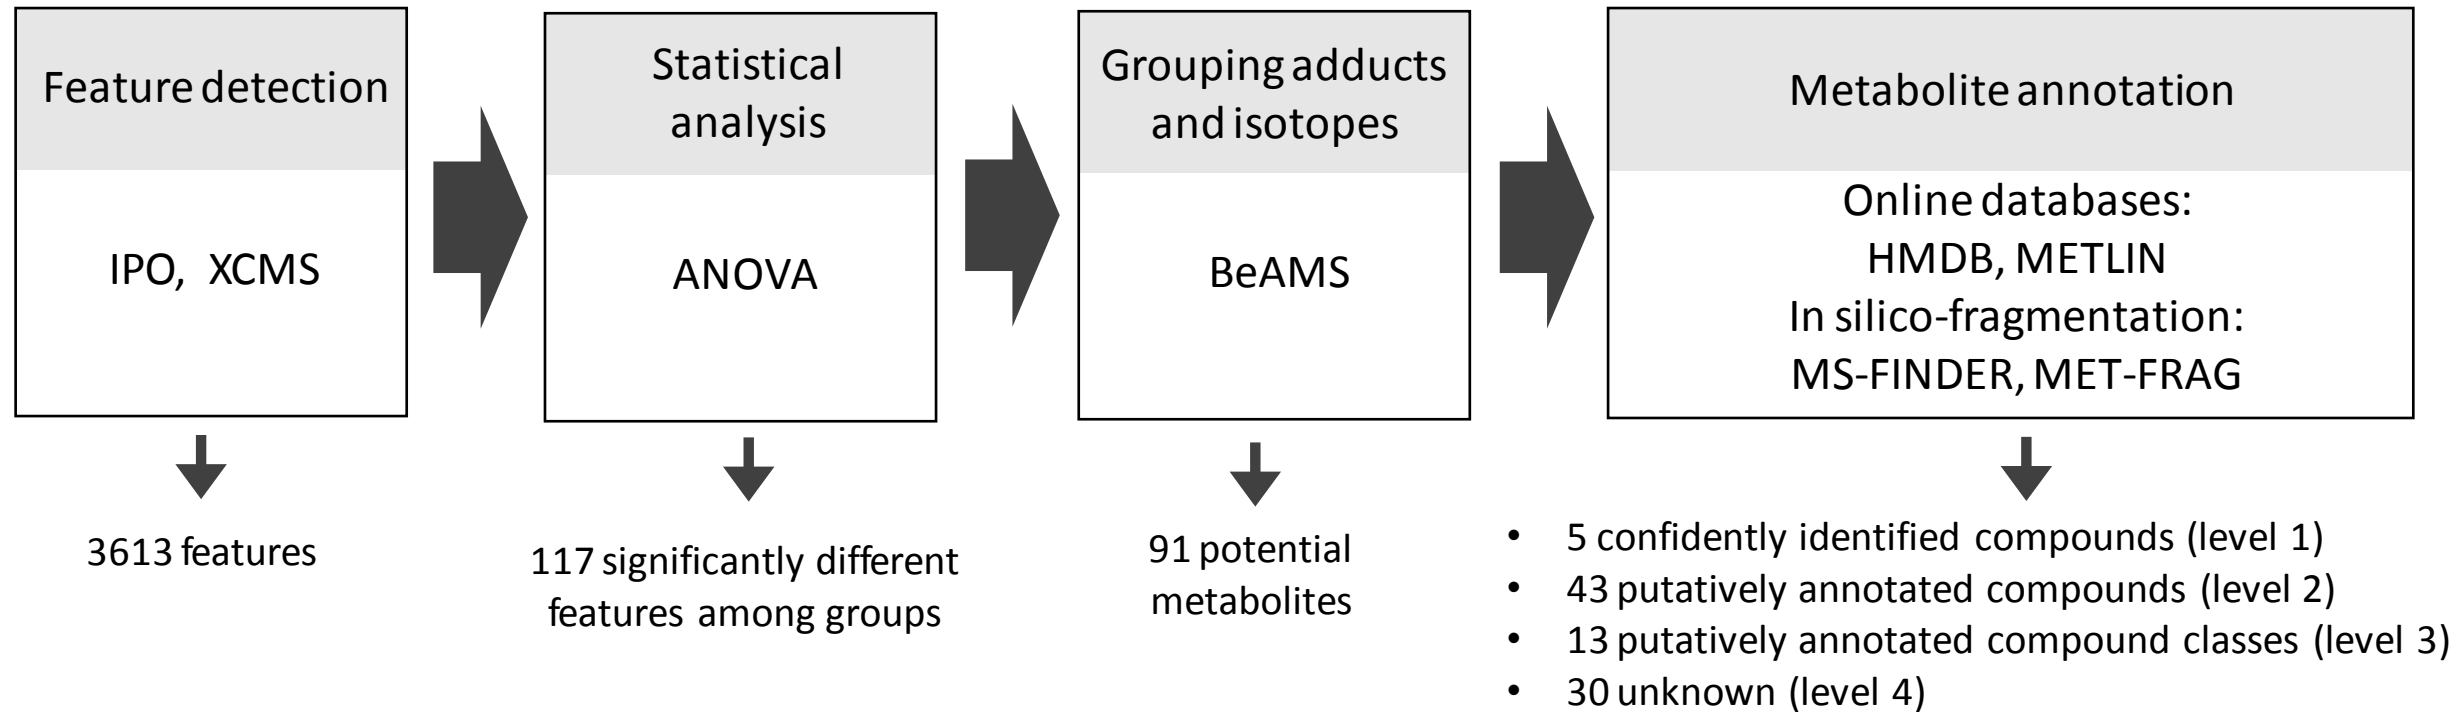 Feature detection
IPO, XCMS
3613 features
Statistical
analysis
ANOVA
117 significantly different
features among groups
Grouping adducts
and isotopes
BeAMS
91 potential
metabolites
Metabolite annotation
Online databases:
HMDB, METLIN
In silico-fragmentation:
MS-FINDER, MET-FRAG
• 5 confidently identified compounds (level 1)
• 43 putatively annotated compounds (level 2)
• 13 putatively annotated compound classes (level 3)
• 30 unknown (level 4)